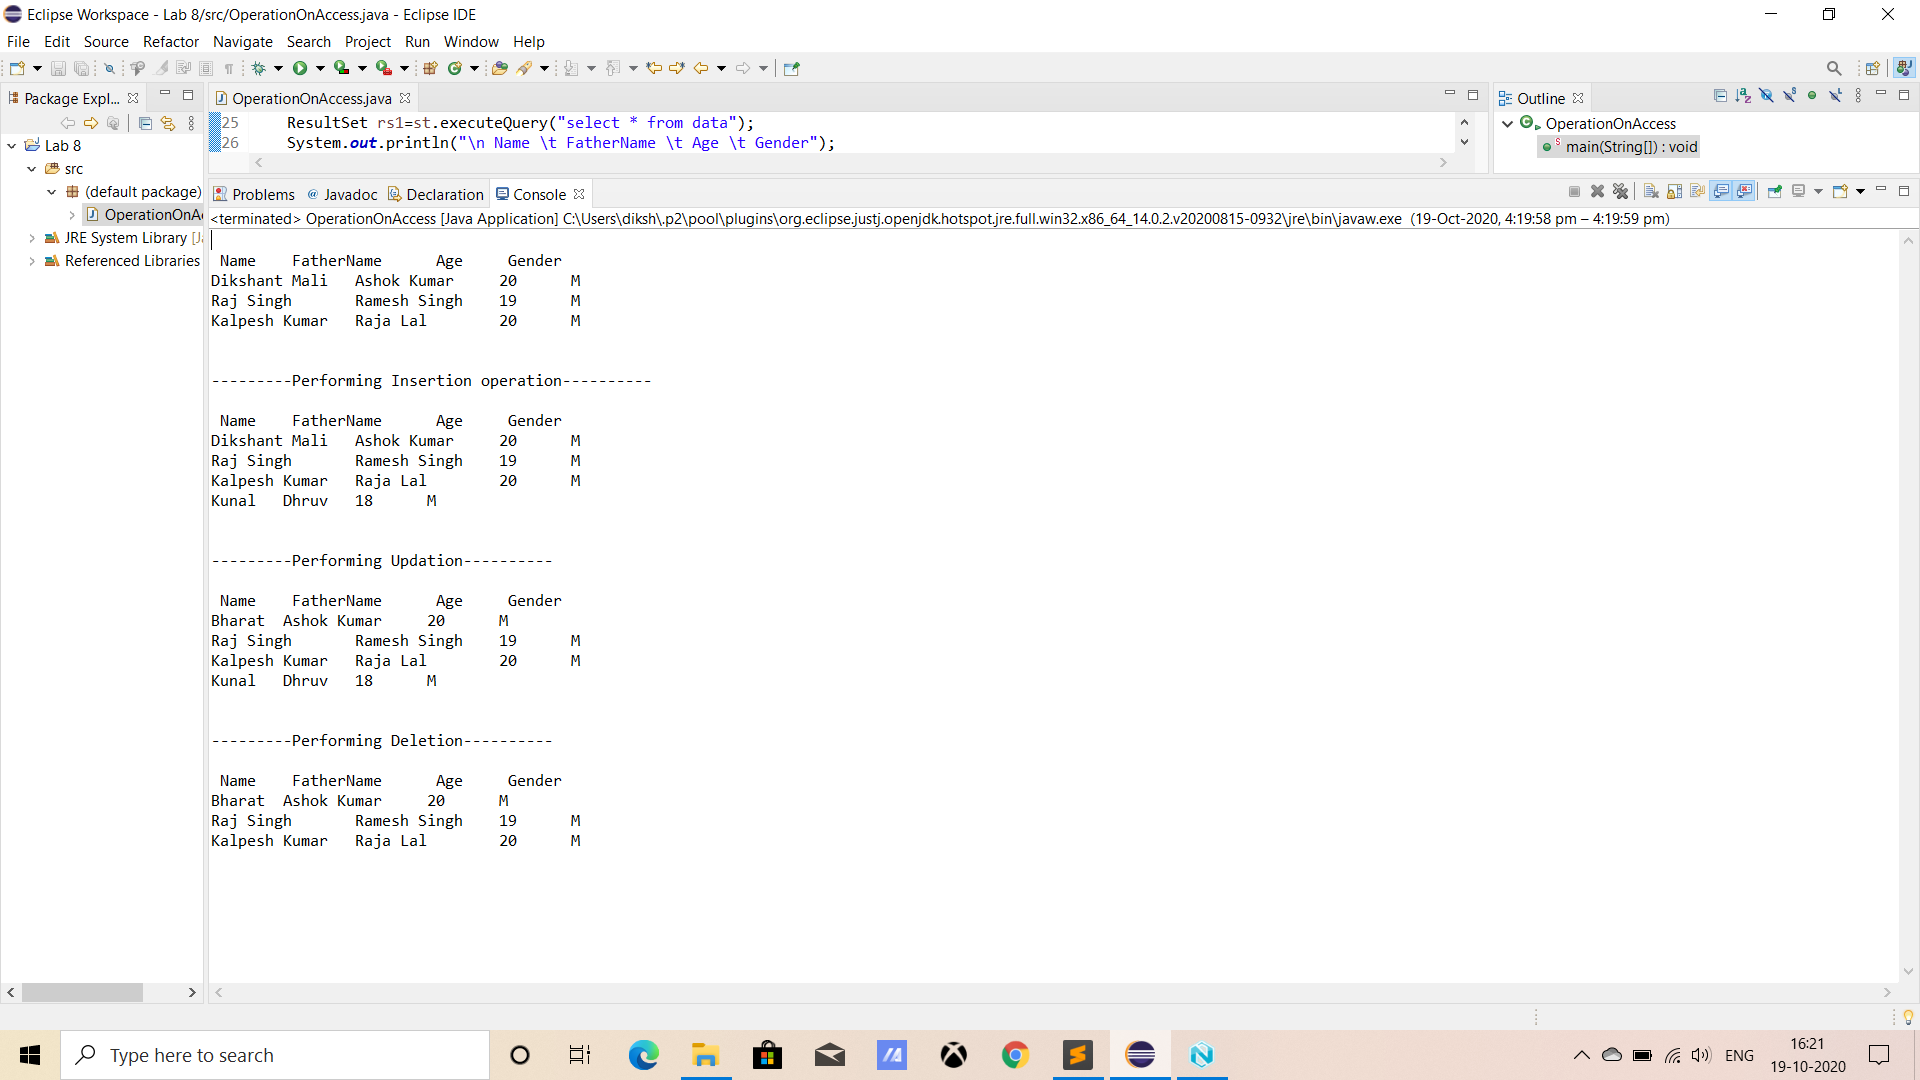 Eclipse Workspace - Lab 8/src/OperationOnAccess.java - Eclipse IDE
File Edit Source Refactor Navigate Search Project Run Window Help
Package Expl...
Lab 8
src
(default package)
OperationOnA
JRE System Library [J
Referenced Libraries
OperationOnAccess.java
25 ResultSet rs1=st.executeQuery("select * from data");
26 System.out.println("\n Name \t FatherName \t Age \t Gender");
Outline
OperationOnAccess
main(String[]) : void
Problems @ Javadoc Declaration Console
<terminated> OperationOnAccess [Java Application] C:\Users\diksh\.p2\pool\plugins\org.eclipse.justj.openjdk.hotspot.jre.full.win32.x86_64_14.0.2.v20200815-0932\jre\bin\javaw.exe (19-Oct-2020, 4:19:58 pm – 4:19:59 pm)
Name FatherName Age Gender
Dikshant Mali Ashok Kumar 20 M
Raj Singh Ramesh Singh 19 M
Kalpesh Kumar Raja Lal 20 M
---------Performing Insertion operation----------
Name FatherName Age Gender
Dikshant Mali Ashok Kumar 20 M
Raj Singh Ramesh Singh 19 M
Kalpesh Kumar Raja Lal 20 M
Kunal Dhruv 18 M
---------Performing Updation----------
Name FatherName Age Gender
Bharat Ashok Kumar 20 M
Raj Singh Ramesh Singh 19 M
Kalpesh Kumar Raja Lal 20 M
Kunal Dhruv 18 M
---------Performing Deletion----------
Name FatherName Age Gender
Bharat Ashok Kumar 20 M
Raj Singh Ramesh Singh 19 M
Kalpesh Kumar Raja Lal 20 M
Type here to search
ENG
16:21
19-10-2020